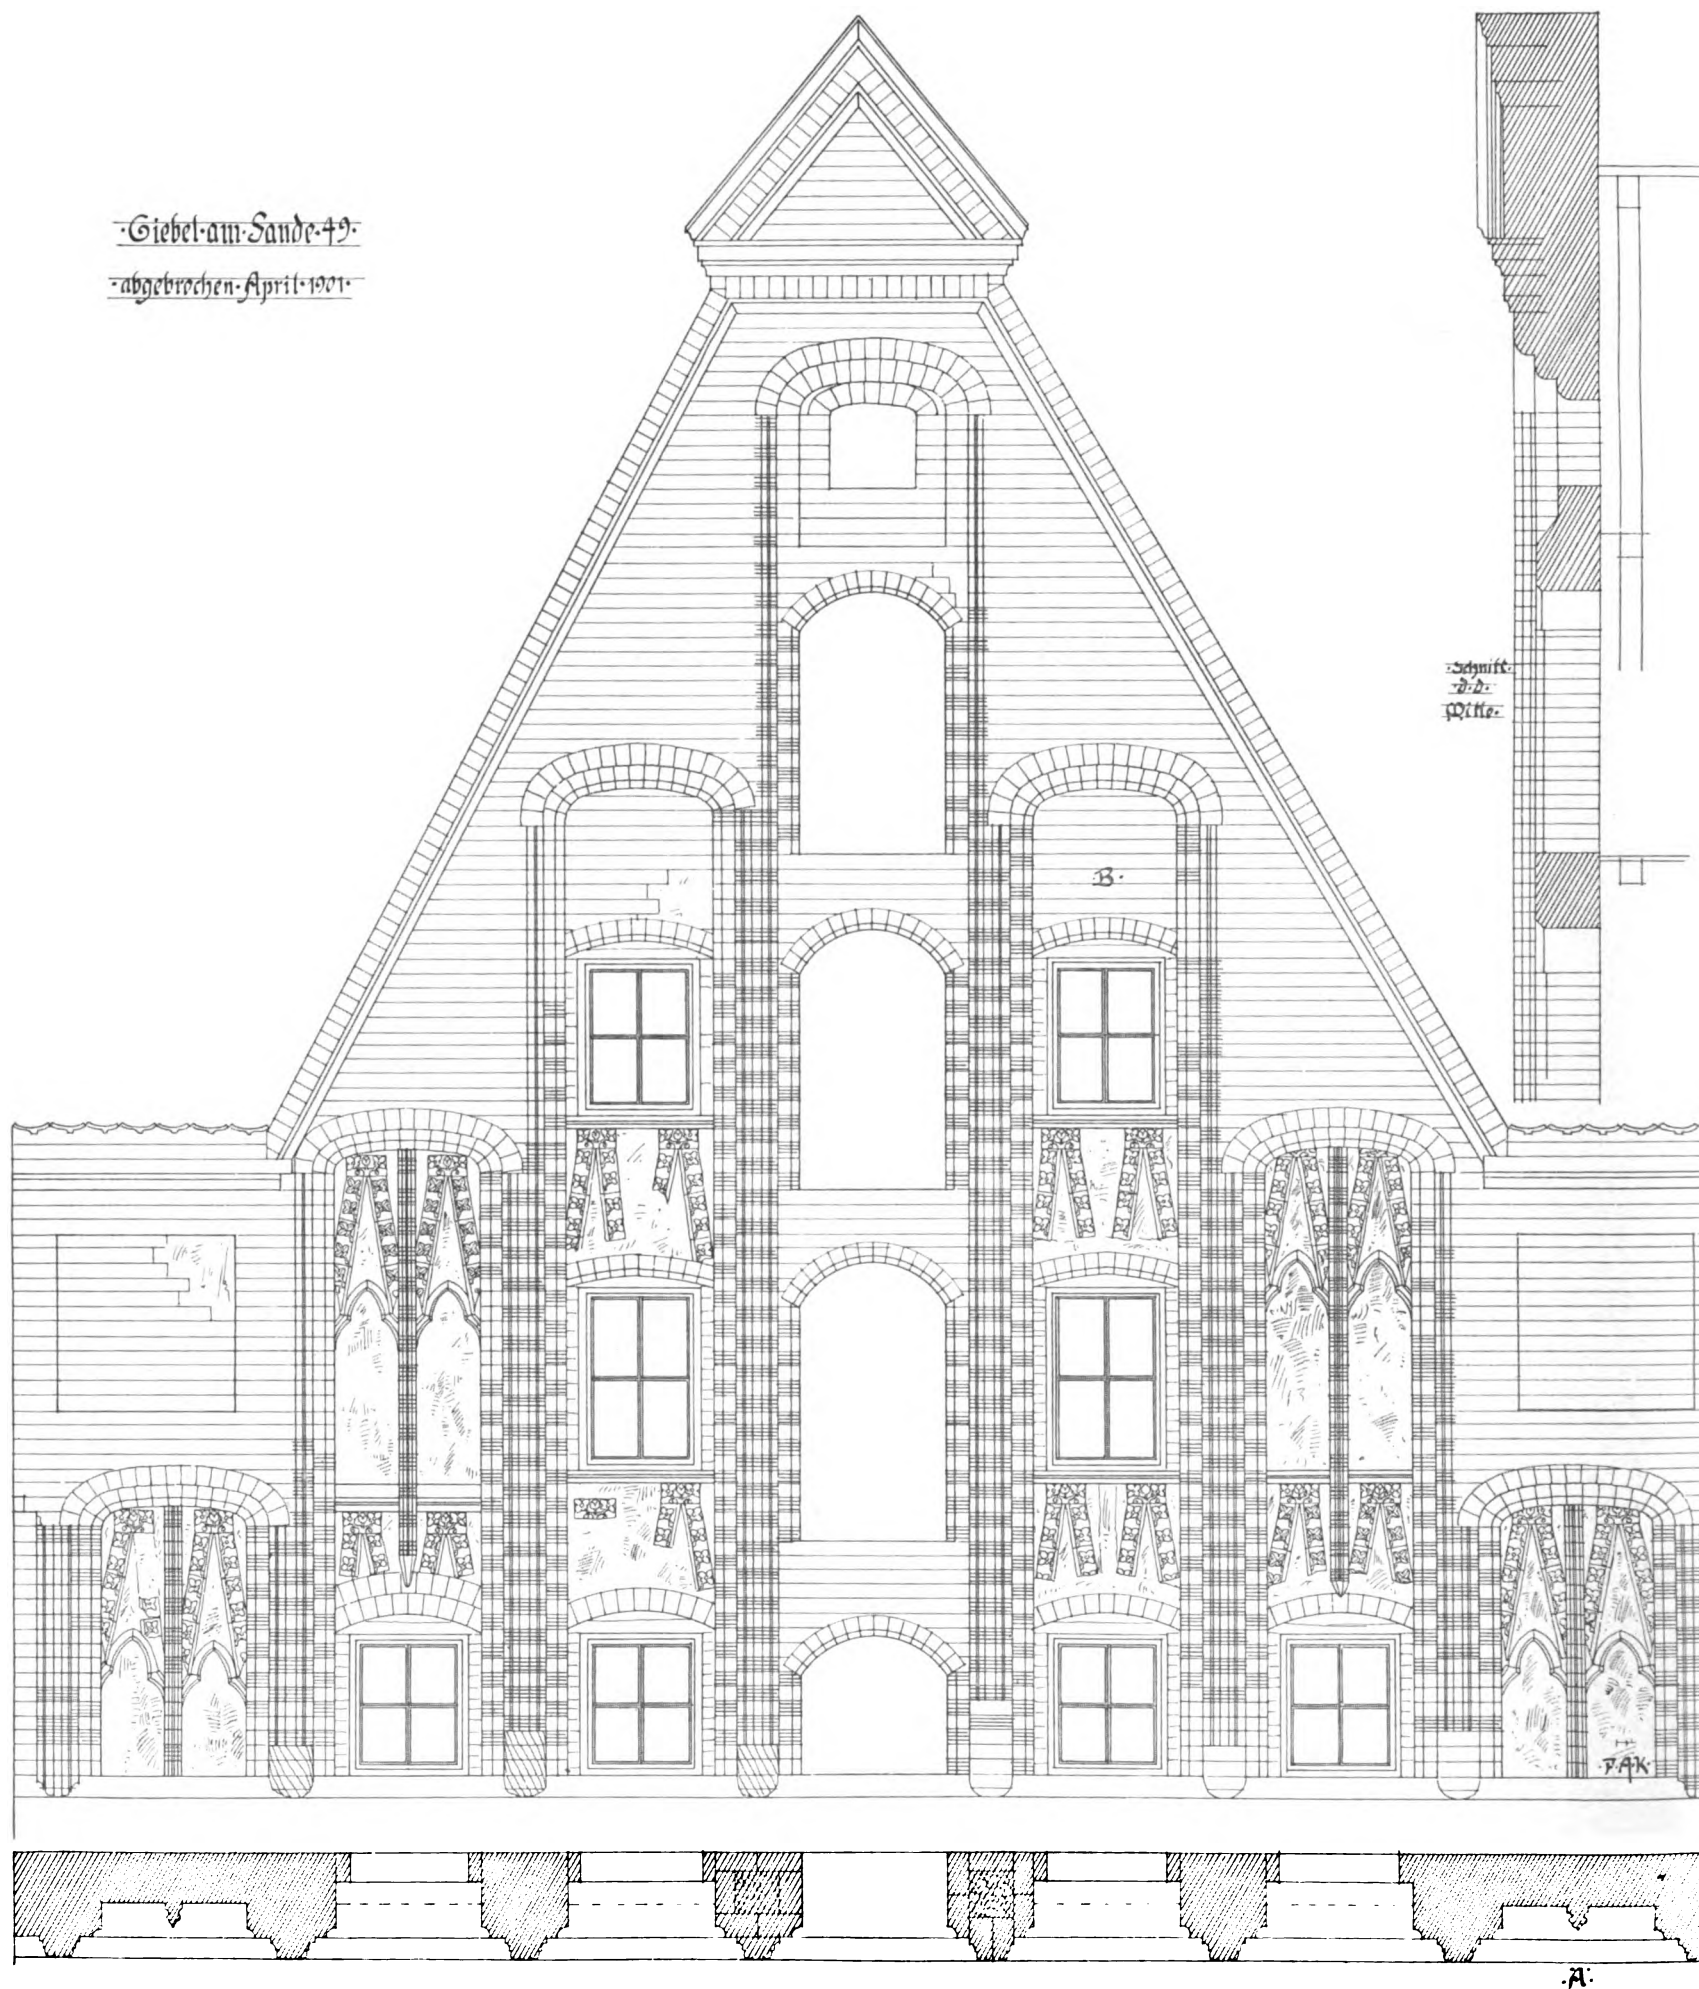 ·Giebel·am·Sande·49·
·abgebrochen·April·1901·
·Schnitt·
·d·d·
Mitte·
·B·
·P·A·K·
·A·